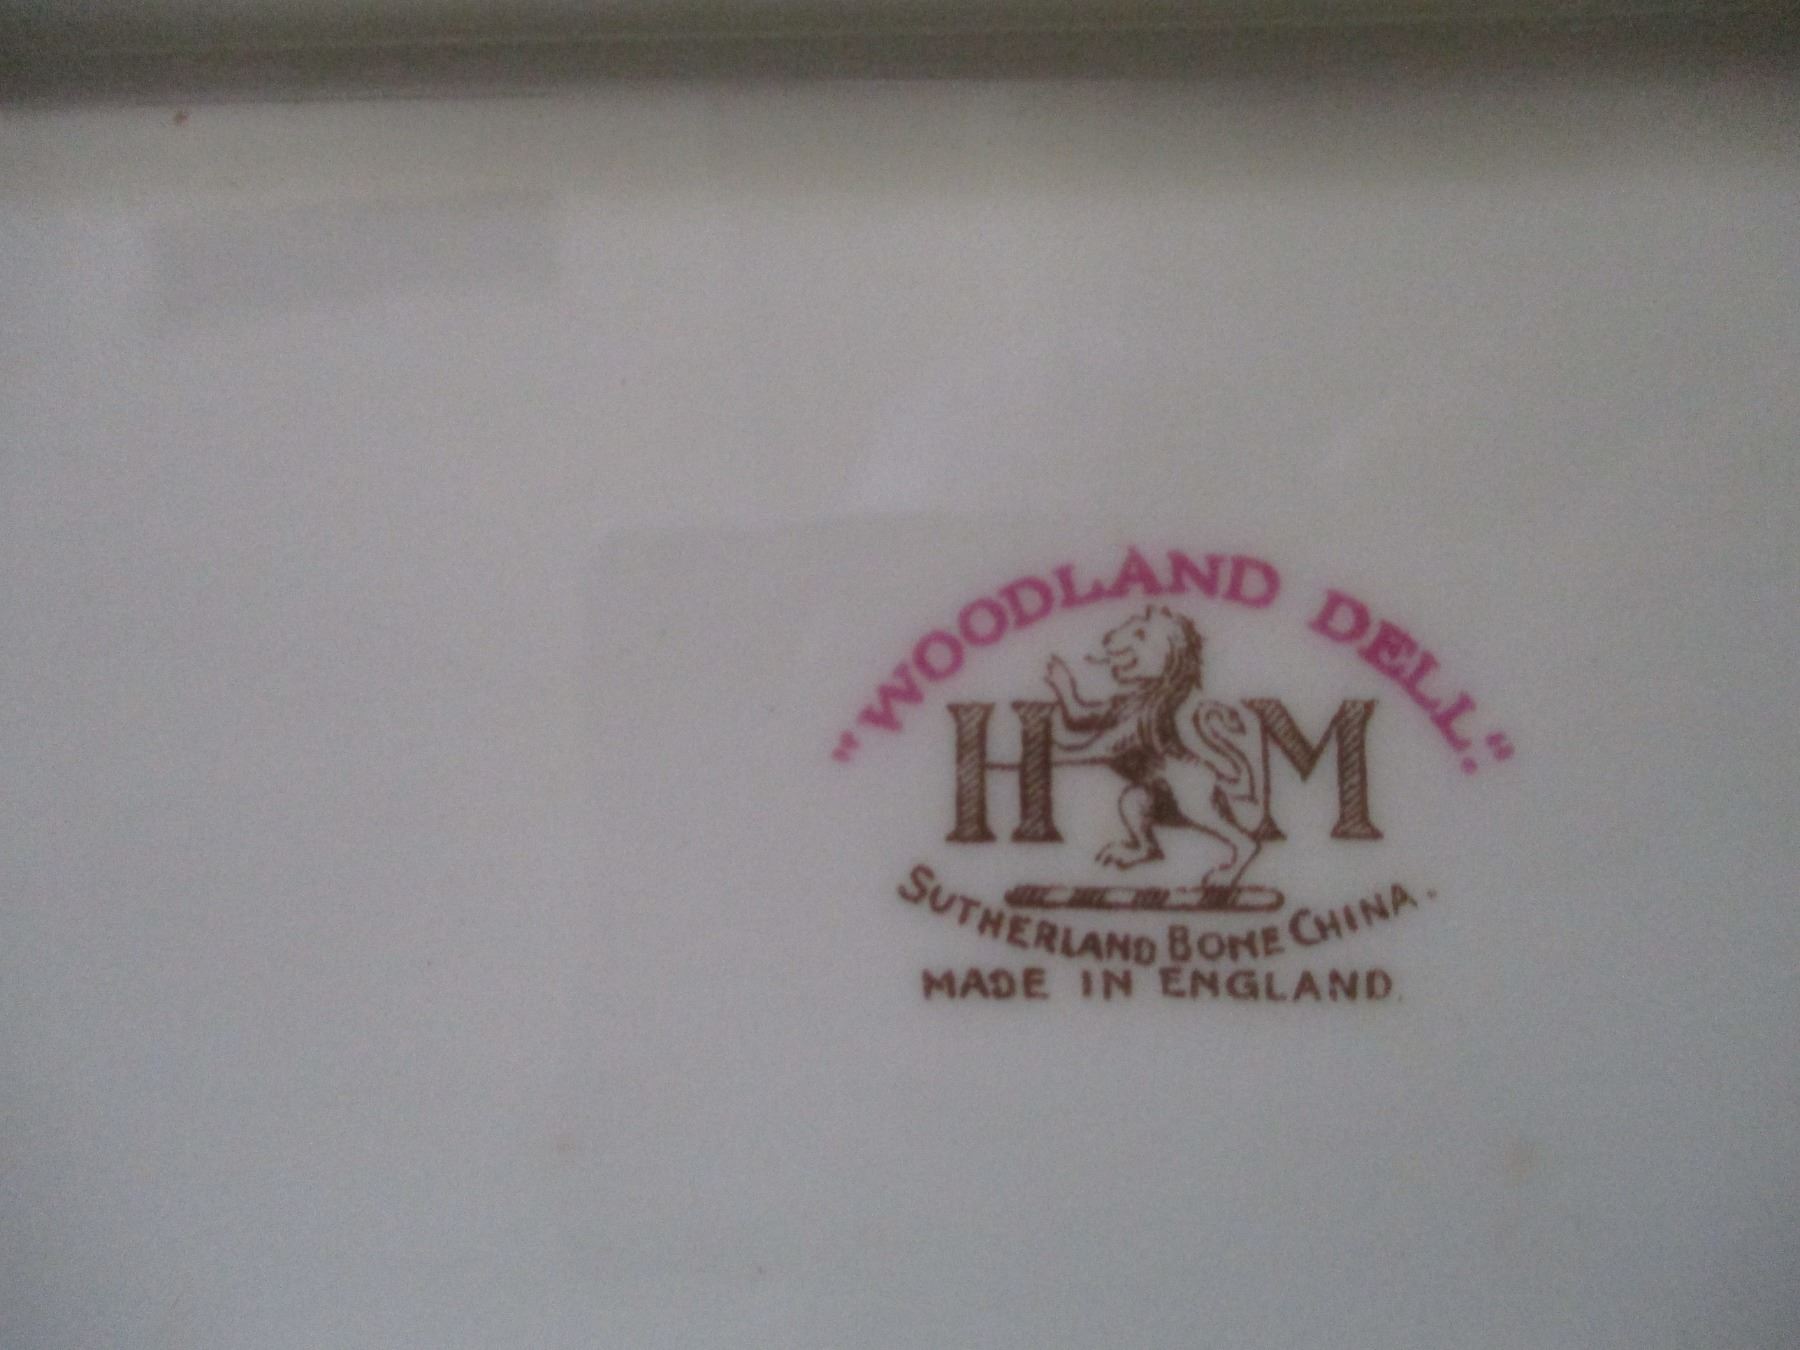 "WOODLAND DELL."
H M
SUTHERLAND BONE CHINA.
MADE IN ENGLAND.